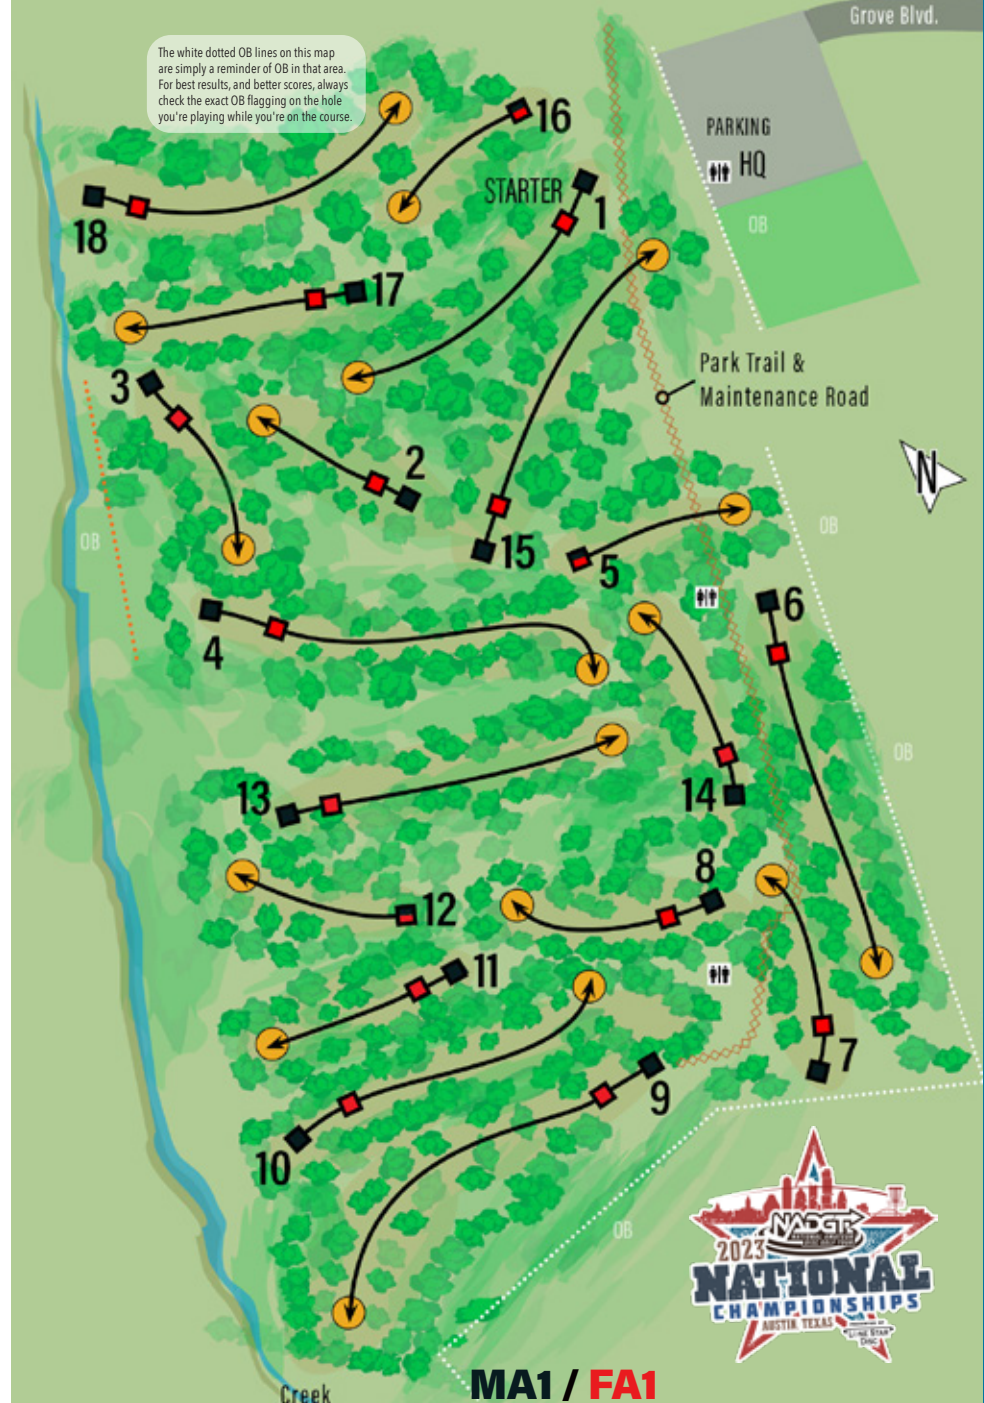 Grove Blvd.
The white dotted OB lines on this map
are simply a reminder of OB in that area.
For best results, and better scores, always
check the exact OB flagging on the hole
you're playing while you're on the course.
16
PARKING
HQ
STARTER
1
18
OB
17
Park Trail &
Maintenance Road
3
2
N
OB
OB
15
5
6
4
OB
13
14
8
12
11
7
9
10
OB
NADGT
2023
NATIONAL
CHAMPIONSHIPS
AUSTIN TEXAS
LONE STAR
DISC
MA1 / FA1
Creek